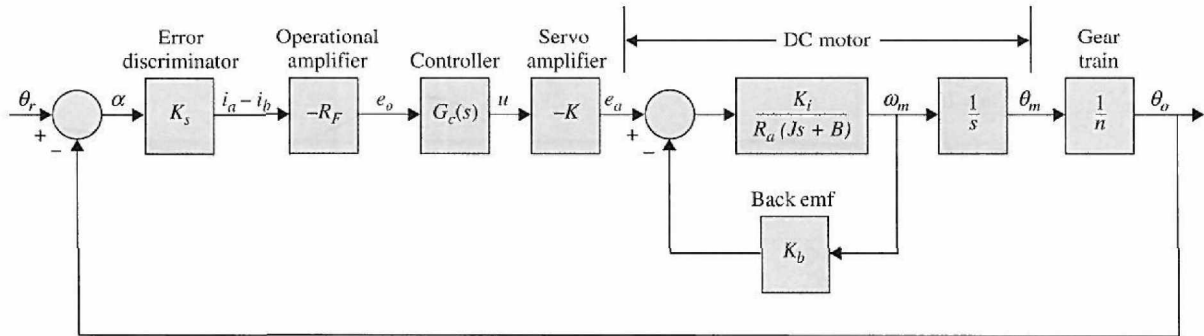 Error
discriminator
Operational
amplifier
Controller
Servo
amplifier
DC motor
Gear
train
θr
+
−
α
Ks
ia − ib
−RF
eo
Gc(s)
u
−K
ea
+
−
Ki
Ra (Js + B)
ωm
1
s
θm
1
n
θo
Back emf
Kb